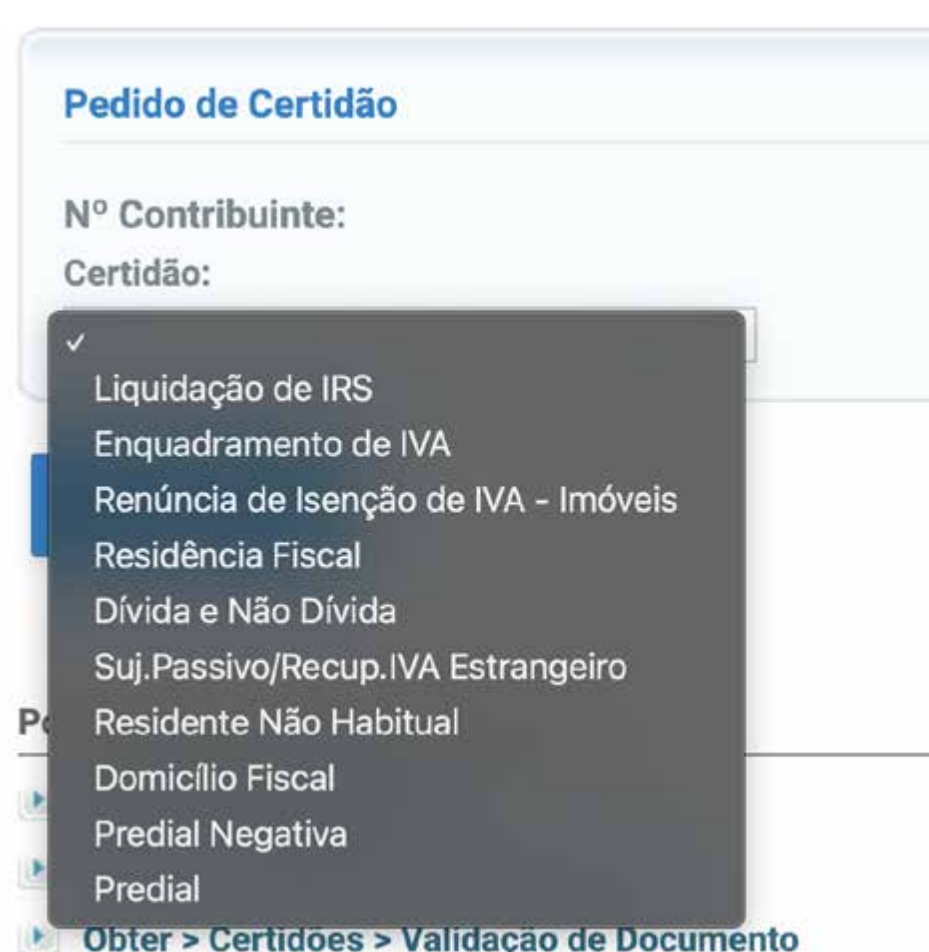 Pedido de Certidão
Nº Contribuinte:
Certidão:
Liquidação de IRS
Enquadramento de IVA
Renúncia de Isenção de IVA - Imóveis
Residência Fiscal
Dívida e Não Dívida
Suj.Passivo/Recup.IVA Estrangeiro
Residente Não Habitual
Domicílio Fiscal
Predial Negativa
Predial
Obter > Certidões > Validação de Documento